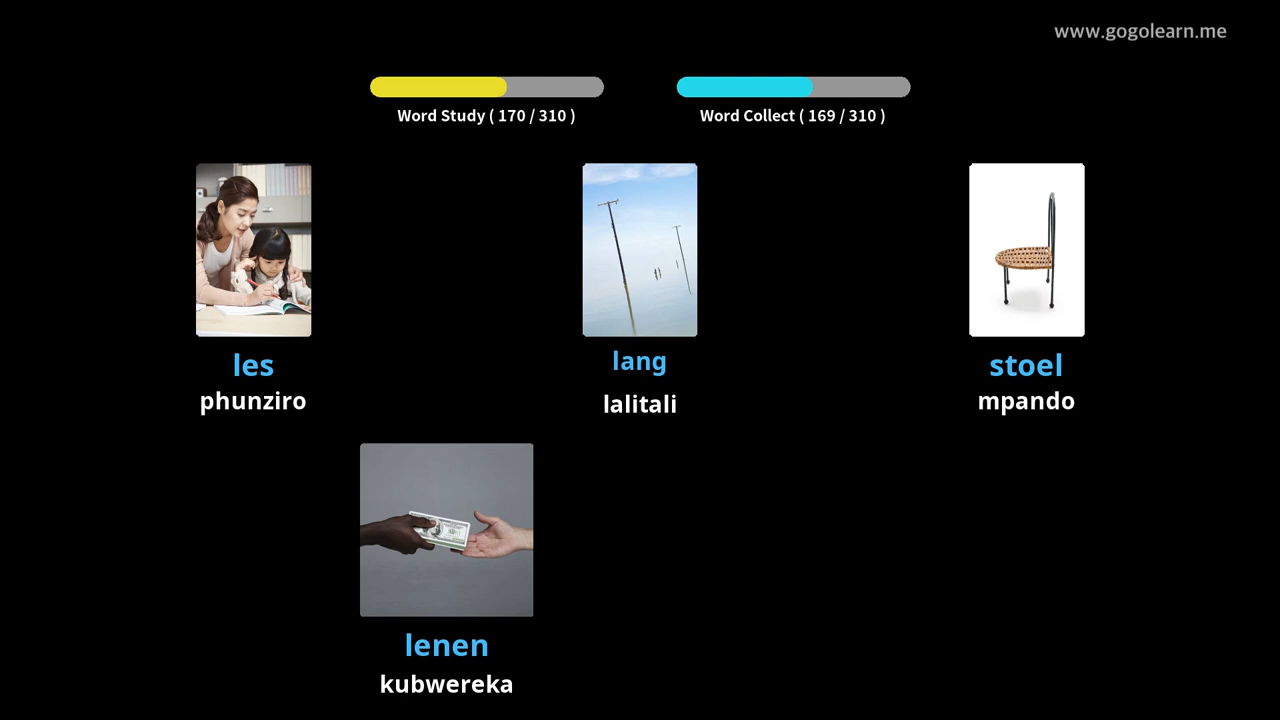 www.gogolearn.me
Word Study ( 170 / 310 )
Word Collect ( 169 / 310 )
les
phunziro
lang
lalitali
stoel
mpando
lenen
kubwereka